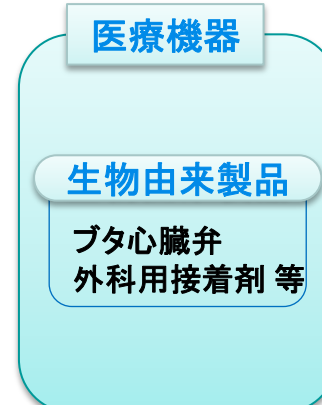 医療機器
生物由来製品
ブタ心臓弁
外科用接着剤 等